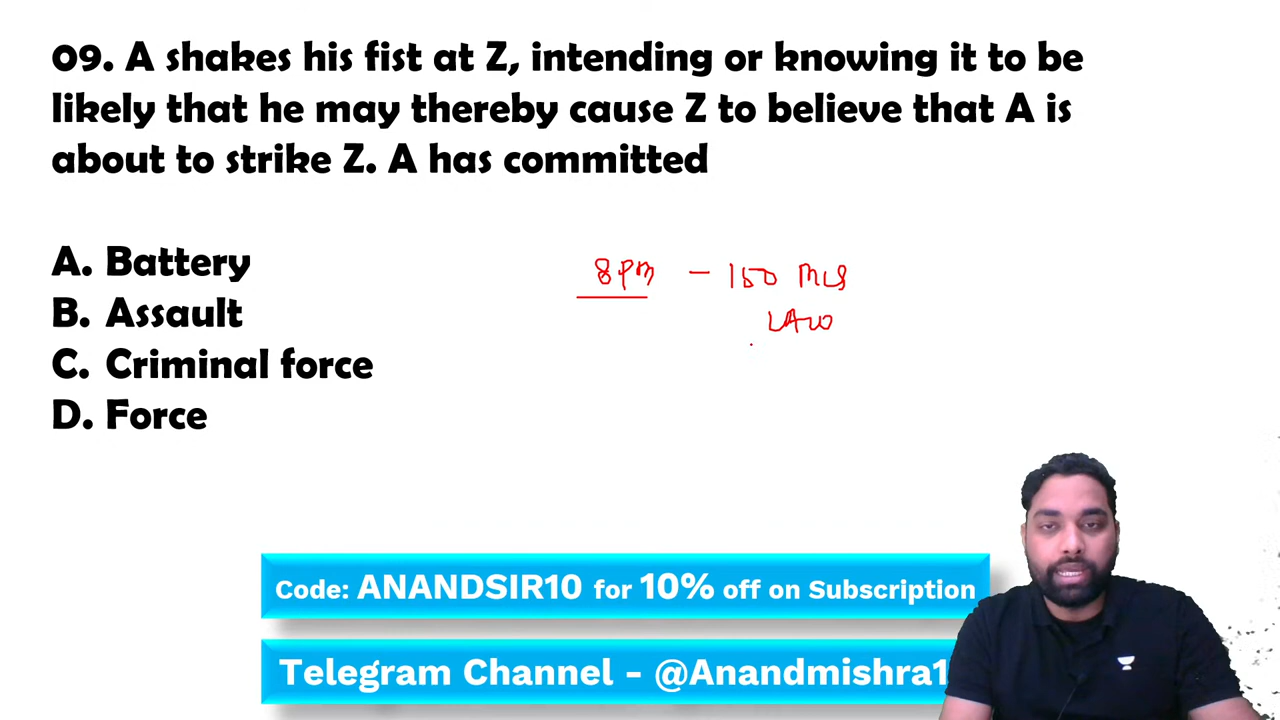 09. A shakes his fist at Z, intending or knowing it to be
likely that he may thereby cause Z to believe that A is
about to strike Z. A has committed
A. Battery
B. Assault
C. Criminal force
D. Force
8PM - 150 MCQ
LAW
Code: ANANDSIR10 for 10% off on Subscription
Telegram Channel - @Anandmishra1